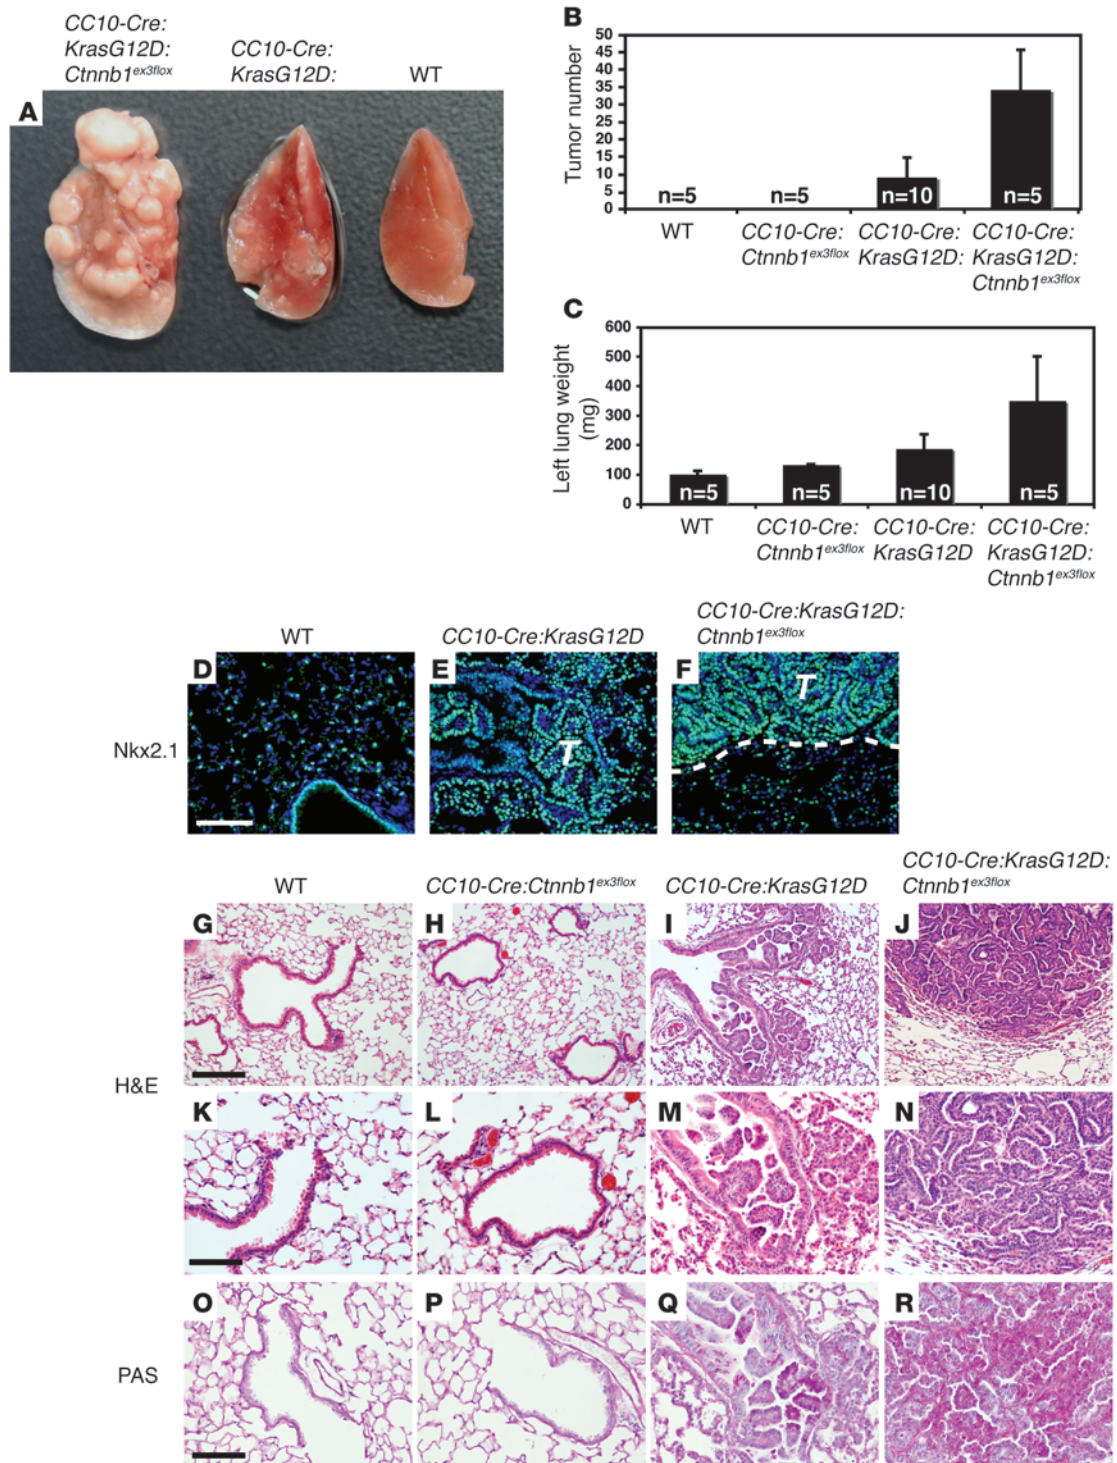 CC10-Cre:
KrasG12D:
Ctnnb1ex3flox
CC10-Cre:
KrasG12D:
WT
A
B
Tumor number
50
45
40
35
30
25
20
15
10
5
0
n=5
n=5
n=10
n=5
WT
CC10-Cre:
Ctnnb1ex3flox
CC10-Cre:
KrasG12D:
CC10-Cre:
KrasG12D:
Ctnnb1ex3flox
C
Left lung weight
(mg)
600
500
400
300
200
100
0
n=5
n=5
n=10
n=5
WT
CC10-Cre:
Ctnnb1ex3flox
CC10-Cre:
KrasG12D
CC10-Cre:
KrasG12D:
Ctnnb1ex3flox
WT
CC10-Cre:KrasG12D
CC10-Cre:KrasG12D:
Ctnnb1ex3flox
Nkx2.1
D
E
T
F
T
WT
CC10-Cre:Ctnnb1ex3flox
CC10-Cre:KrasG12D
CC10-Cre:KrasG12D:
Ctnnb1ex3flox
H&E
G
H
I
J
K
L
M
N
PAS
O
P
Q
R